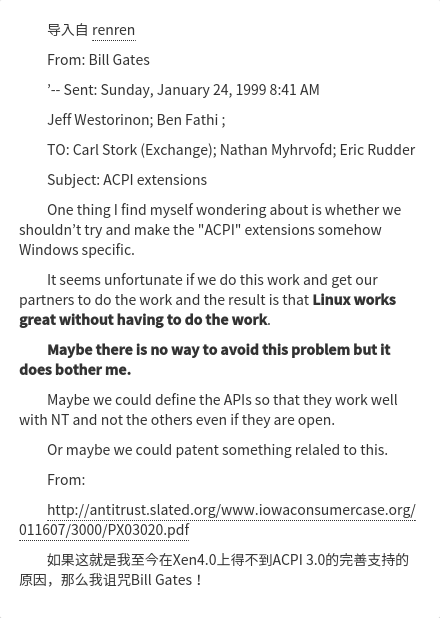 导入自 renren
From: Bill Gates
’-- Sent: Sunday, January 24, 1999 8:41 AM
Jeff Westorinon; Ben Fathi ;
TO: Carl Stork (Exchange); Nathan Myhrvofd; Eric Rudder
Subject: ACPI extensions
One thing I find myself wondering about is whether we
shouldn’t try and make the "ACPI" extensions somehow
Windows specific.
It seems unfortunate if we do this work and get our
partners to do the work and the result is that Linux works
great without having to do the work.
Maybe there is no way to avoid this problem but it
does bother me.
Maybe we could define the APIs so that they work well
with NT and not the others even if they are open.
Or maybe we could patent something relaled to this.
From:
http://antitrust.slated.org/www.iowaconsumercase.org/
011607/3000/PX03020.pdf
如果这就是我至今在Xen4.0上得不到ACPI 3.0的完善支持的
原因，那么我诅咒Bill Gates！